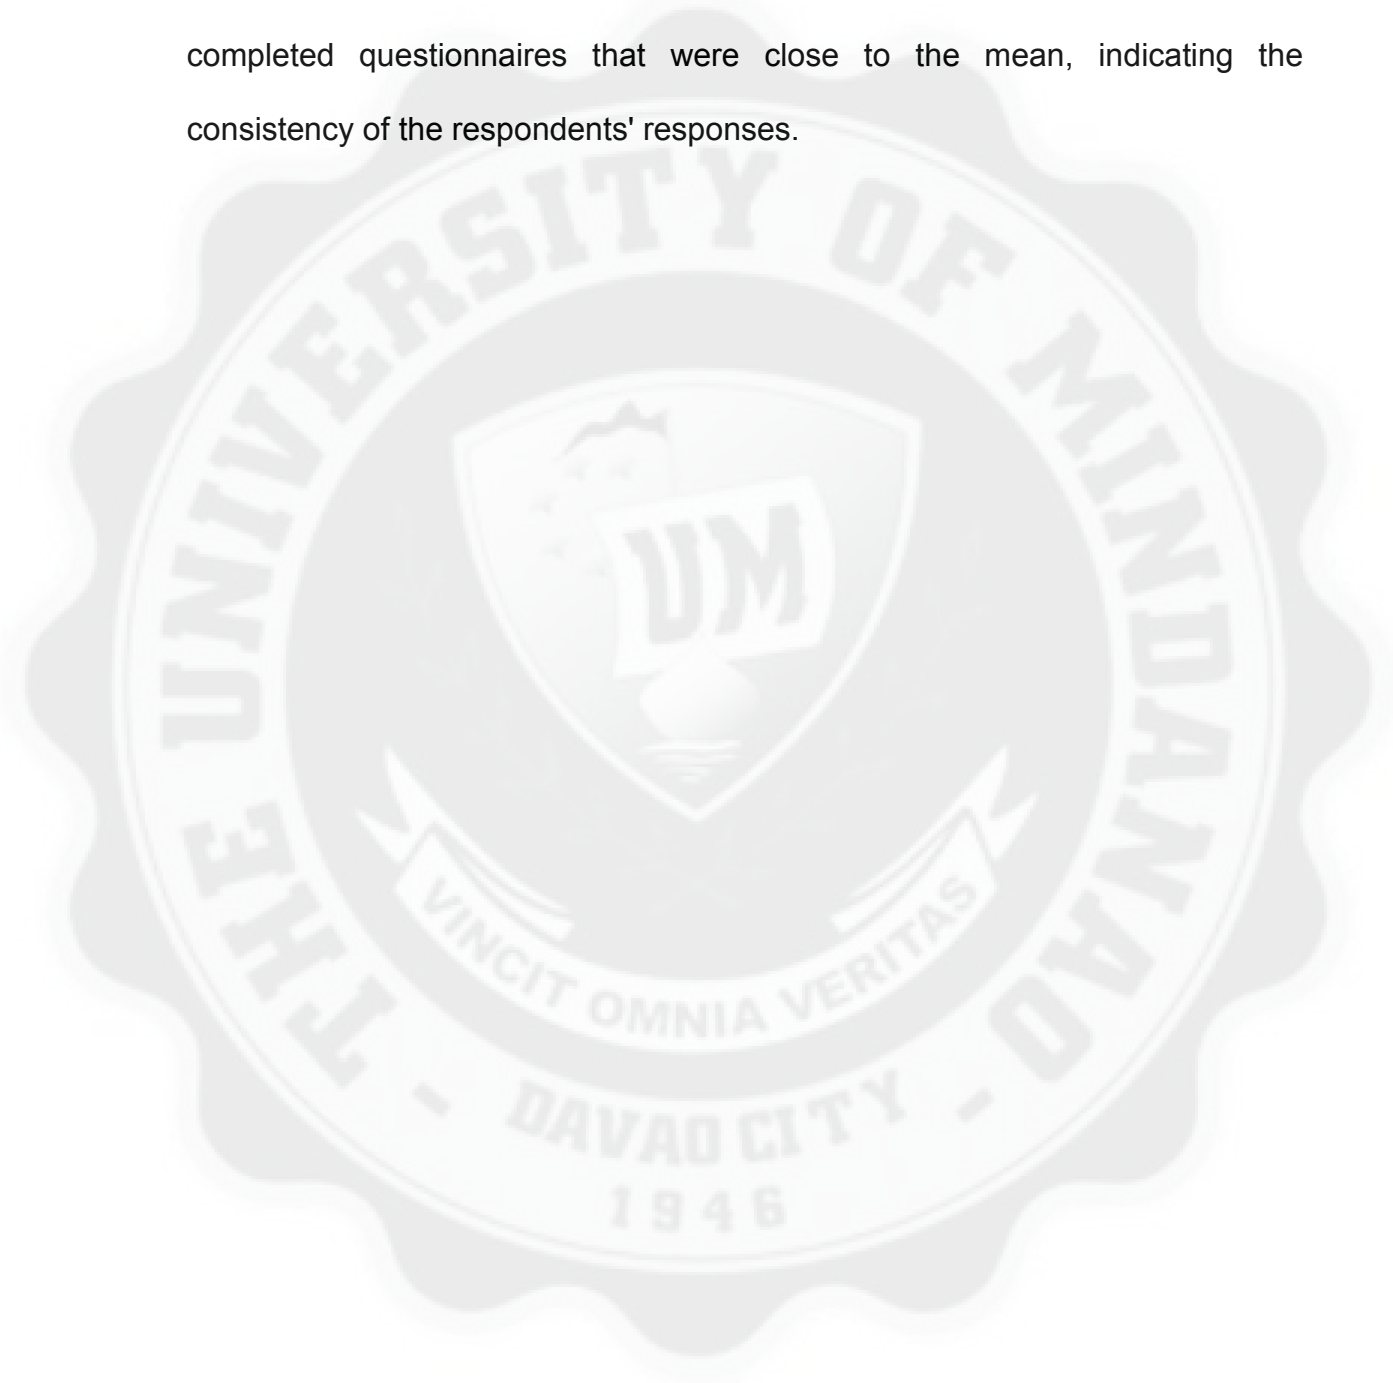 completed questionnaires that were close to the mean, indicating the
consistency of the respondents' responses.
THE UNIVERSITY OF MINDANAO
UM
VINCIT OMNIA VERITAS
- DAVAO CITY -
1946